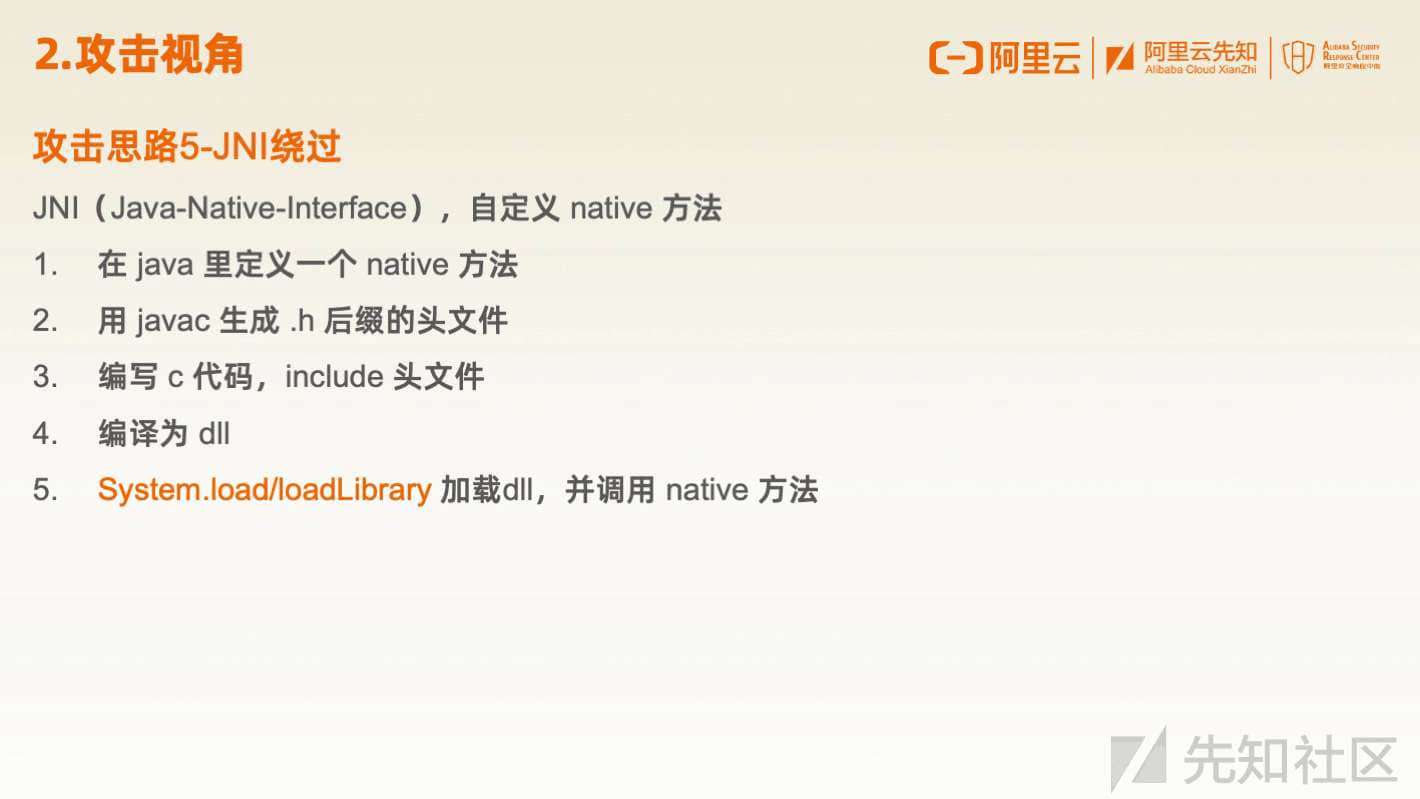 2.攻击视角
阿里云
阿里云先知
Alibaba Cloud XianZhi
ALIBABA SECURITY
RESPONSE CENTER
攻击思路5-JNI绕过
JNI（Java-Native-Interface），自定义 native 方法
1. 在 java 里定义一个 native 方法
2. 用 javac 生成 .h 后缀的头文件
3. 编写 c 代码，include 头文件
4. 编译为 dll
5. System.load/loadLibrary 加载dll，并调用 native 方法
先知社区